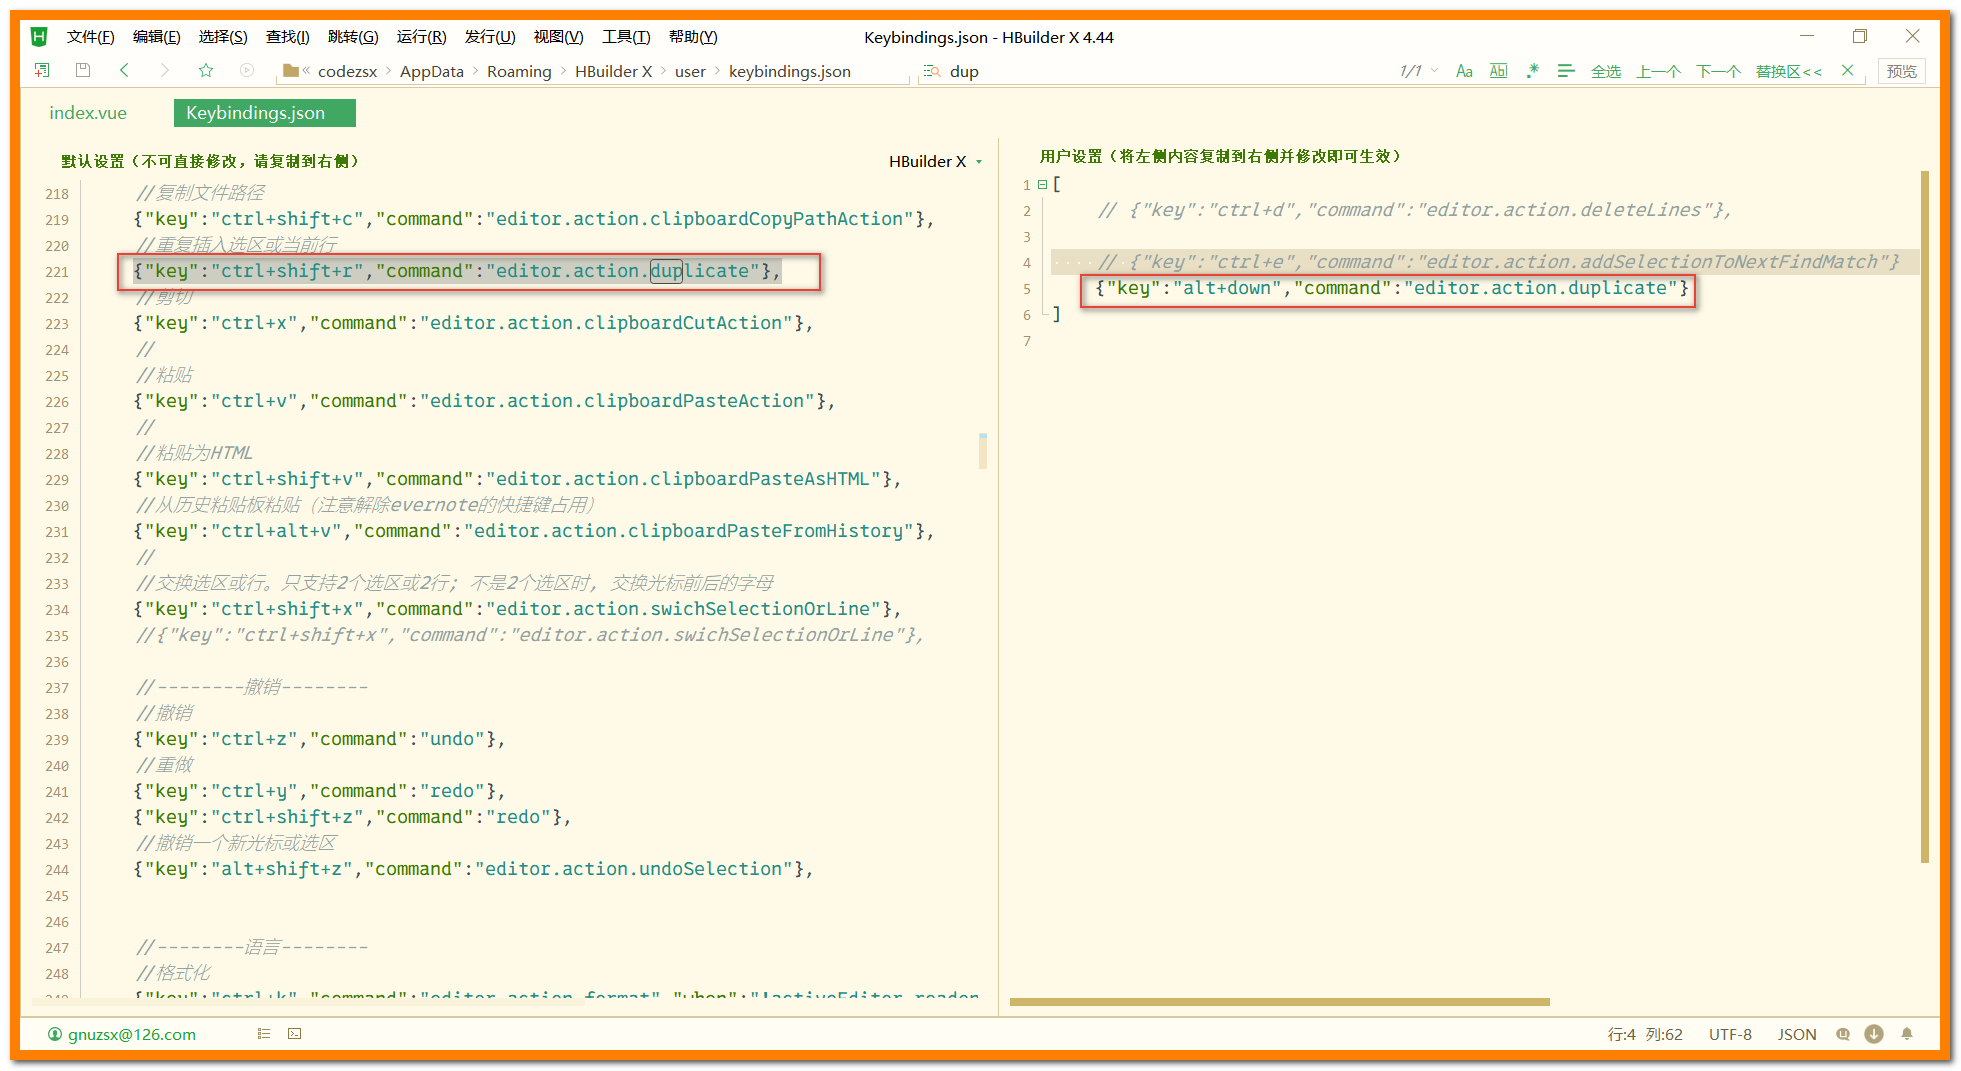 文件(F) 编辑(E) 选择(S) 查找(I) 跳转(G) 运行(R) 发行(U) 视图(V) 工具(T) 帮助(Y)
Keybindings.json - HBuilder X 4.44
codezsx > AppData > Roaming > HBuilder X > user > keybindings.json
dup
1/1 Aa Ab| .* 全选 上一个 下一个 替换区<< 预览
index.vue
Keybindings.json
默认设置（不可直接修改，请复制到右侧）
HBuilder X
218 //复制文件路径
219 {"key":"ctrl+shift+c","command":"editor.action.clipboardCopyPathAction"},
220 //重复插入选区或当前行
221 {"key":"ctrl+shift+r","command":"editor.action.duplicate"},
222 //剪切
223 {"key":"ctrl+x","command":"editor.action.clipboardCutAction"},
224 //
225 //粘贴
226 {"key":"ctrl+v","command":"editor.action.clipboardPasteAction"},
227 //
228 //粘贴为HTML
229 {"key":"ctrl+shift+v","command":"editor.action.clipboardPasteAsHTML"},
230 //从历史粘贴板粘贴（注意解除evernote的快捷键占用）
231 {"key":"ctrl+alt+v","command":"editor.action.clipboardPasteFromHistory"},
232 //
233 //交换选区或行。只支持2个选区或2行; 不是2个选区时, 交换光标前后的字母
234 {"key":"ctrl+shift+x","command":"editor.action.swichSelectionOrLine"},
235 //{"key":"ctrl+shift+x","command":"editor.action.swichSelectionOrLine"},
236
237 //--------撤销--------
238 //撤销
239 {"key":"ctrl+z","command":"undo"},
240 //重做
241 {"key":"ctrl+y","command":"redo"},
242 {"key":"ctrl+shift+z","command":"redo"},
243 //撤销一个新光标或选区
244 {"key":"alt+shift+z","command":"editor.action.undoSelection"},
245
246
247 //--------语言--------
248 //格式化
249 {"key":"ctrl+k","command":"editor.action.format","when":"!activeEditor.readon
用户设置（将左侧内容复制到右侧并修改即可生效）
1 [
2 // {"key":"ctrl+d","command":"editor.action.deleteLines"},
3
4 // {"key":"ctrl+e","command":"editor.action.addSelectionToNextFindMatch"}
5 {"key":"alt+down","command":"editor.action.duplicate"}
6 ]
7
gnuzsx@126.com
行:4 列:62 UTF-8 JSON